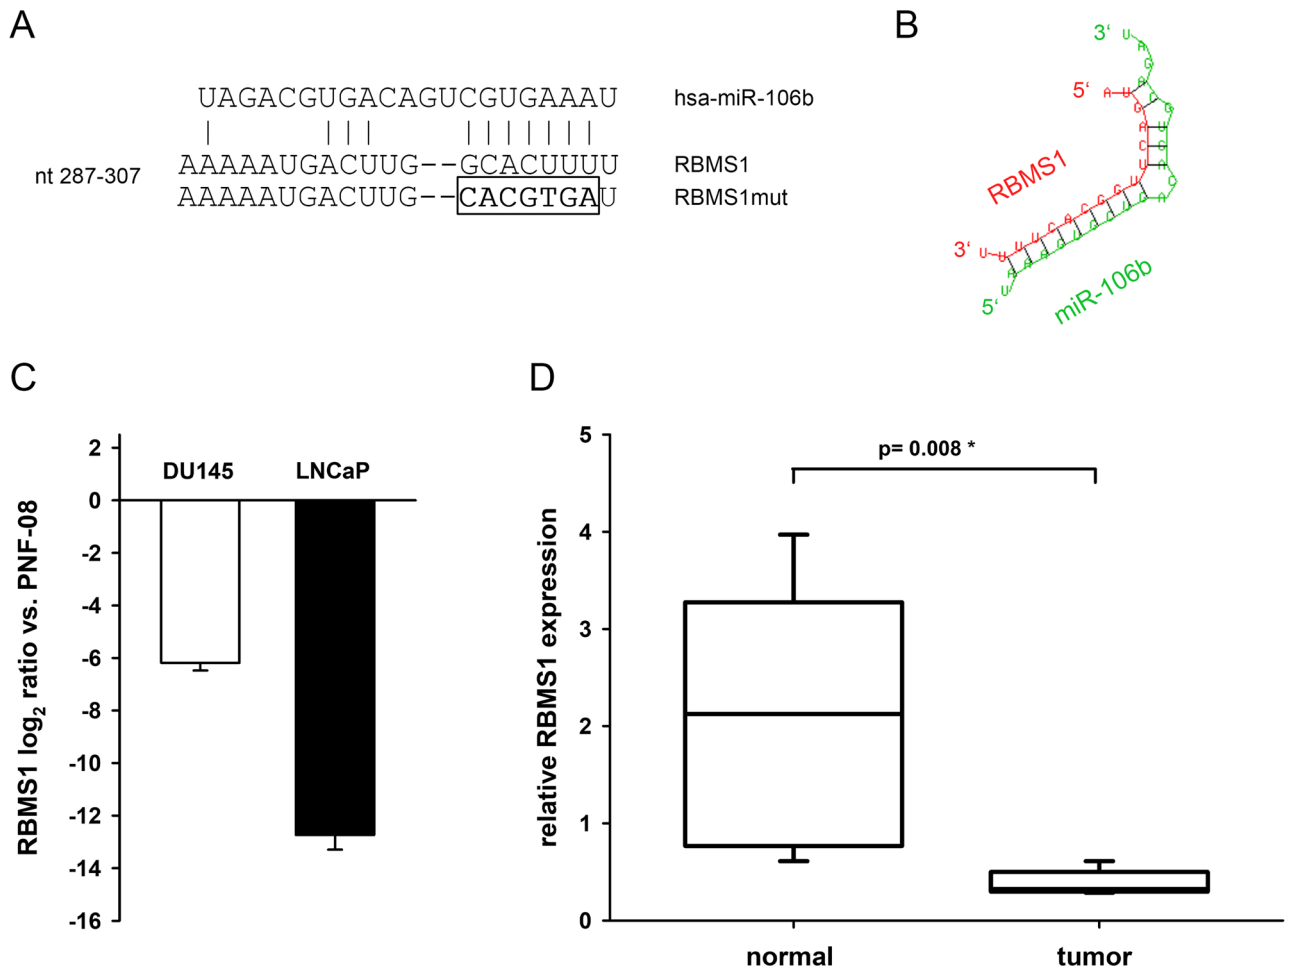 A
UAGACGUGACAGUCGUGAAAU hsa-miR-106b
nt 287-307
AAAAAUGACUUG--GCACUUUU RBMS1
AAAAAUGACUUG--CACGTGAU RBMS1mut
B
3‘
5‘
RBMS1
3‘
5‘
miR-106b
C
RBMS1 log2 ratio vs. PNF-08
2
0
-2
-4
-6
-8
-10
-12
-14
-16
DU145 LNCaP
D
relative RBMS1 expression
5
4
3
2
1
0
p= 0.008 *
normal tumor